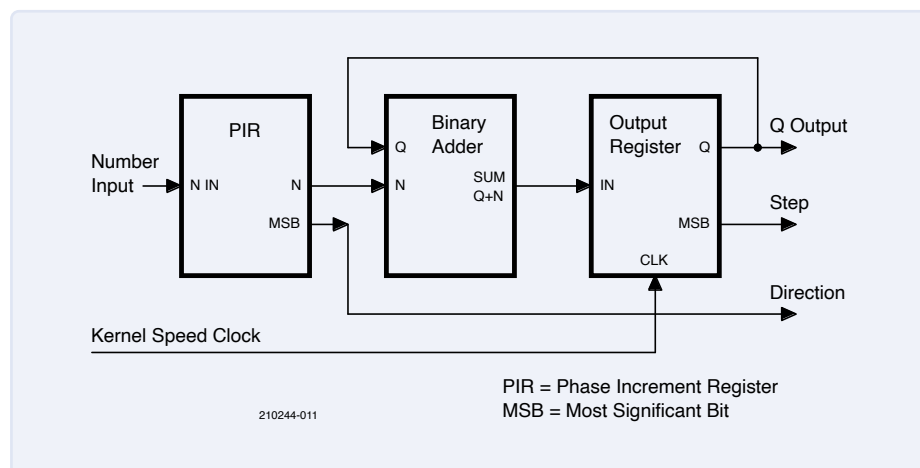 PIR
Binary
Adder
Output
Register
Q Output
Number
Input
N IN
N
MSB
Q
N
SUM
Q+N
IN
Q
MSB
CLK
Step
Direction
Kernel Speed Clock
PIR = Phase Increment Register
MSB = Most Significant Bit
210244-011